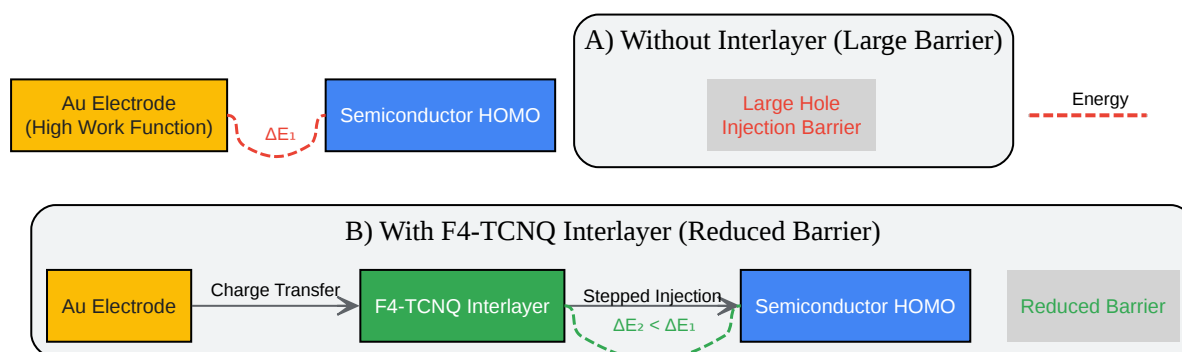 A) Without Interlayer (Large Barrier)
Au Electrode
(High Work Function)
ΔE₁
Semiconductor HOMO
Large Hole
Injection Barrier
Energy
B) With F4-TCNQ Interlayer (Reduced Barrier)
Au Electrode
Charge Transfer
F4-TCNQ Interlayer
Stepped Injection
ΔE₂ < ΔE₁
Semiconductor HOMO
Reduced Barrier